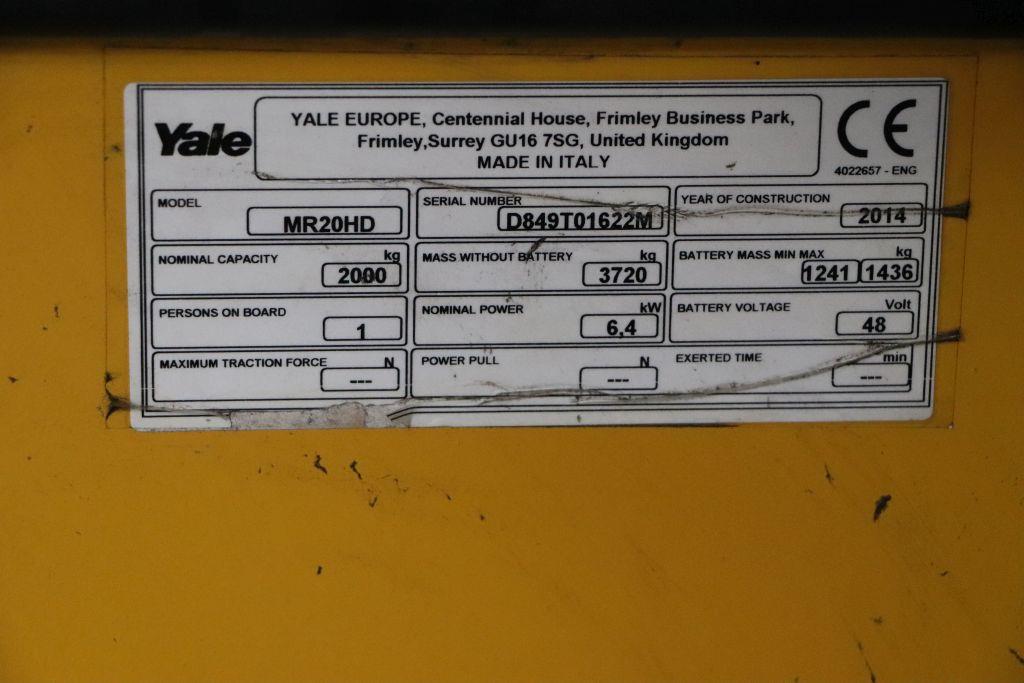 Yale
YALE EUROPE, Centennial House, Frimley Business Park,
Frimley,Surrey GU16 7SG, United Kingdom
MADE IN ITALY
CE
4022657 - ENG
MODEL
MR20HD
SERIAL NUMBER
D849T01622M
YEAR OF CONSTRUCTION
2014
NOMINAL CAPACITY kg
2000
MASS WITHOUT BATTERY kg
3720
BATTERY MASS MIN MAX kg
1241 1436
PERSONS ON BOARD
1
NOMINAL POWER kW
6,4
BATTERY VOLTAGE Volt
48
MAXIMUM TRACTION FORCE N
---
POWER PULL N
---
EXERTED TIME min
---